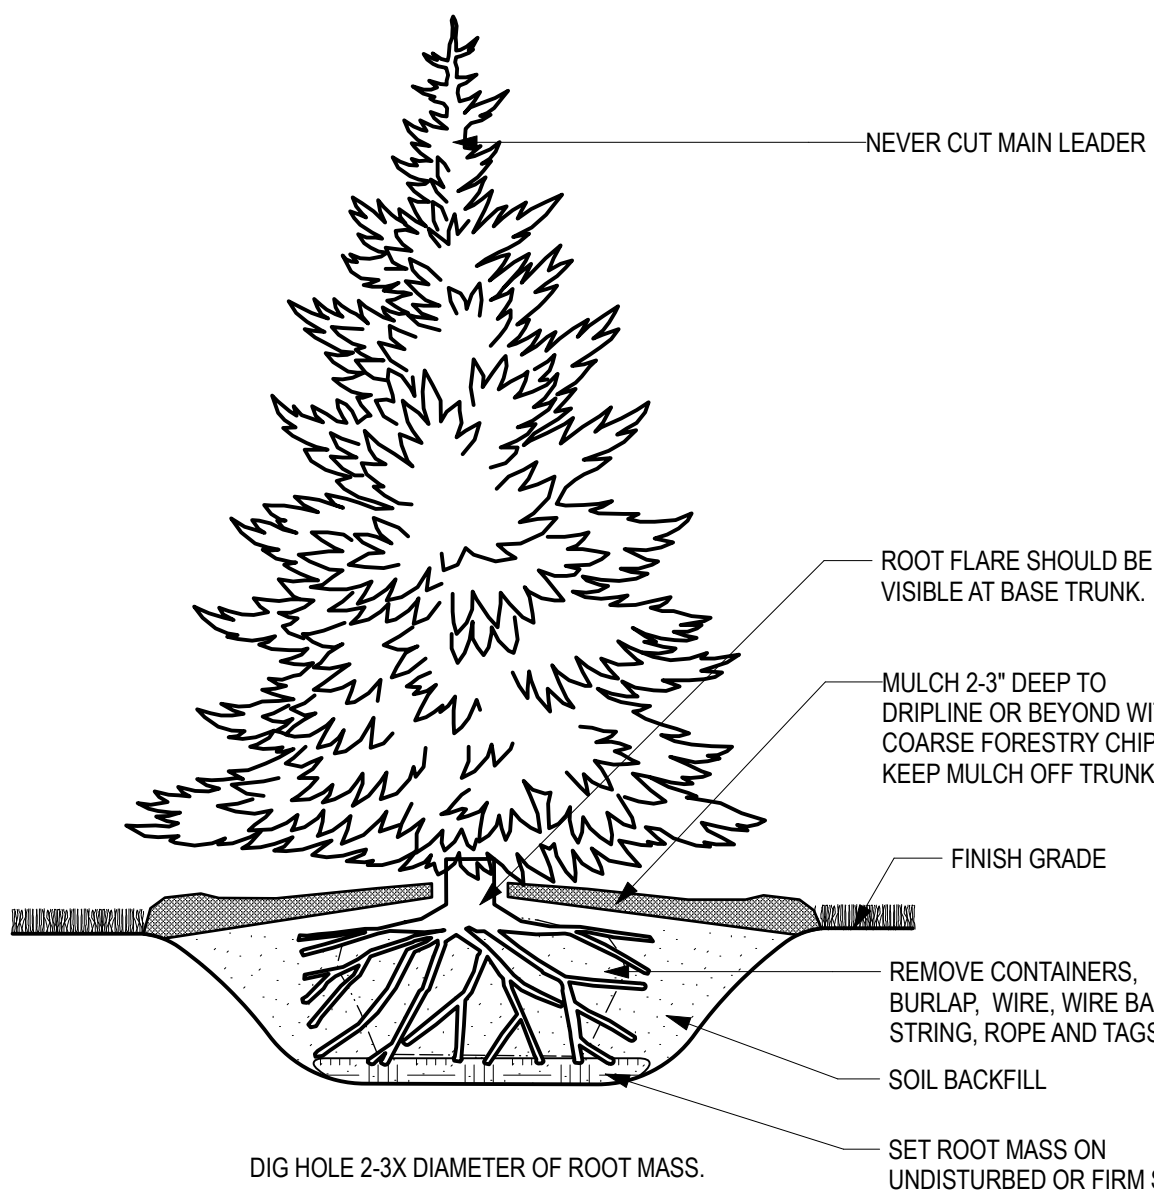 NEVER CUT MAIN LEADER
ROOT FLARE SHOULD BE
VISIBLE AT BASE TRUNK.
MULCH 2-3" DEEP TO
DRIPLINE OR BEYOND
COARSE FORESTRY
KEEP MULCH OFF TRUNK
FINISH GRADE
REMOVE CONTAINERS,
BURLAP, WIRE, WIRE
STRING, ROPE AND TAGS
SOIL BACKFILL
SET ROOT MASS ON
UNDISTURBED OR FIRM
DIG HOLE 2-3X DIAMETER OF ROOT MASS.